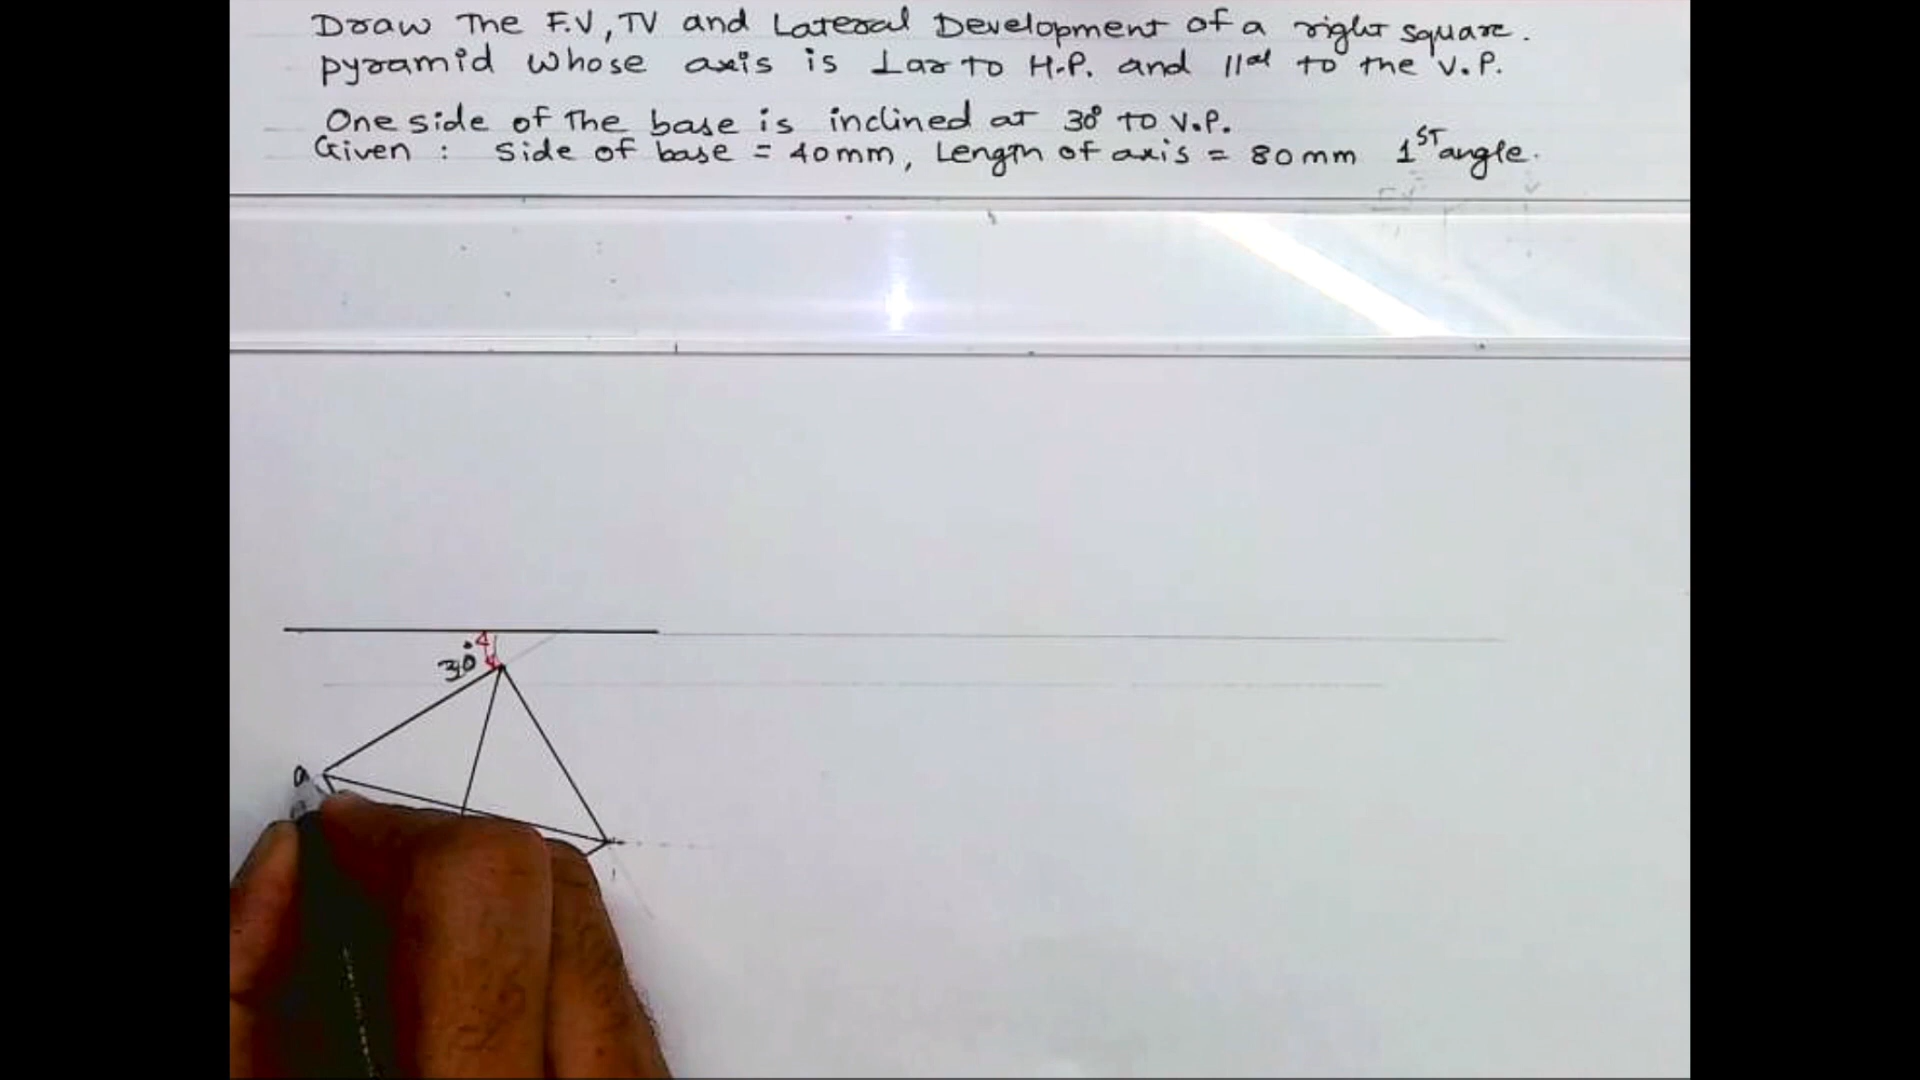 Draw The F.V, TV and Lateral Development of a right square.
pyramid whose axis is ⊥ar to H.P. and 11al to the V.P.
One side of The base is inclined at 30° to V.P.
Given : side of base = 40mm, Length of axis = 80mm 1ST angle.
30°
a